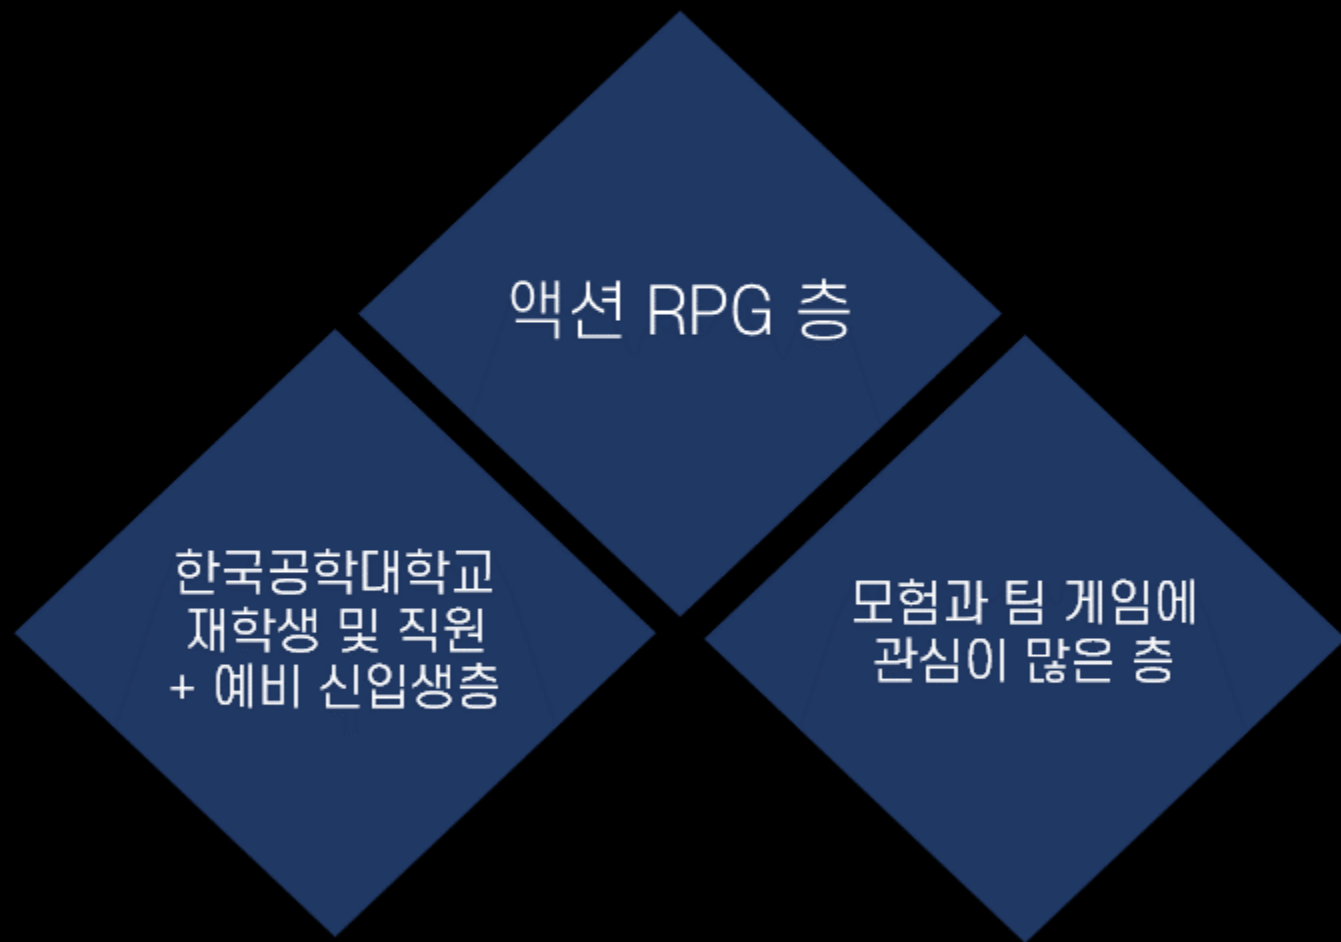 액션 RPG 층
한국공학대학교
재학생 및 직원
+ 예비 신입생층
모험과 팀 게임에
관심이 많은 층